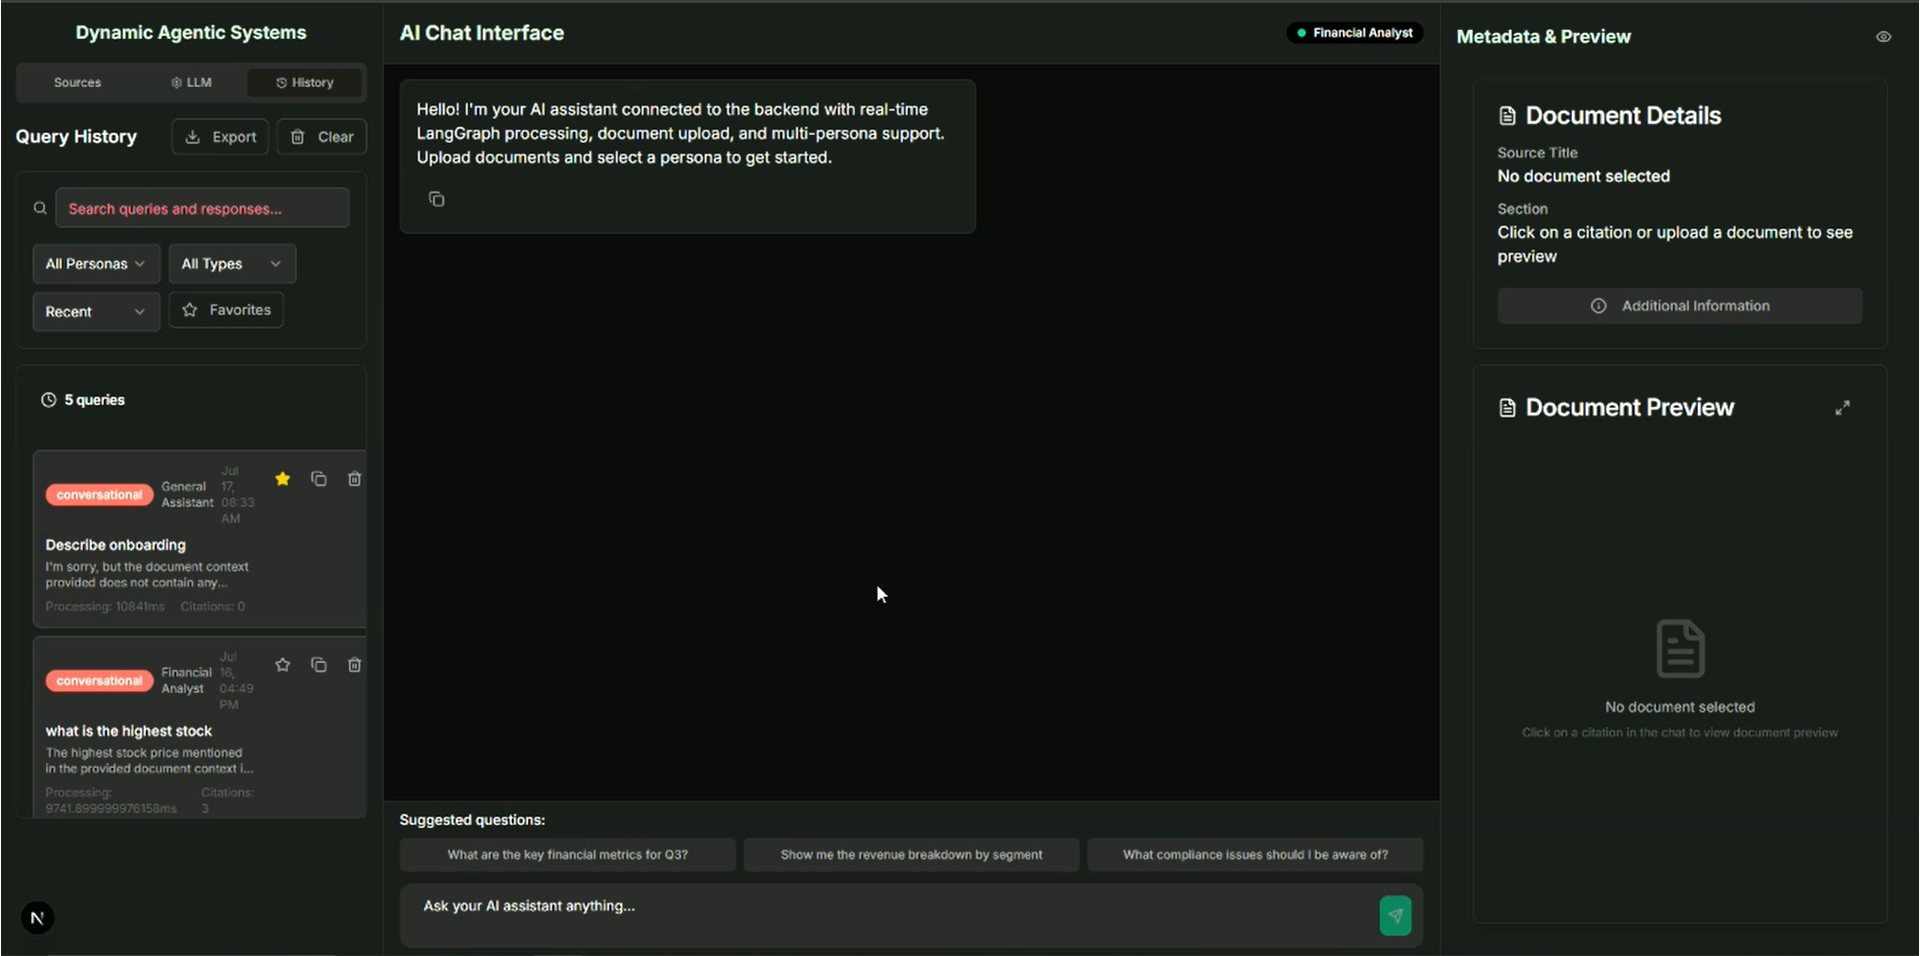 Dynamic Agentic Systems
Sources
LLM
History
Query History
Export
Clear
Search queries and responses...
All Personas
All Types
Recent
Favorites
5 queries
conversational
General
Assistant
Jul
17,
08:33
AM
Describe onboarding
I'm sorry, but the document context
provided does not contain any...
Processing: 10841ms
Citations: 0
conversational
Financial
Analyst
Jul
16,
04:49
PM
what is the highest stock
The highest stock price mentioned
in the provided document context i...
Processing:
9741.899999976158ms
Citations:
3
N
AI Chat Interface
Financial Analyst
Hello! I'm your AI assistant connected to the backend with real-time
LangGraph processing, document upload, and multi-persona support.
Upload documents and select a persona to get started.
Suggested questions:
What are the key financial metrics for Q3?
Show me the revenue breakdown by segment
What compliance issues should I be aware of?
Ask your AI assistant anything...
Metadata & Preview
Document Details
Source Title
No document selected
Section
Click on a citation or upload a document to see
preview
Additional Information
Document Preview
No document selected
Click on a citation in the chat to view document preview